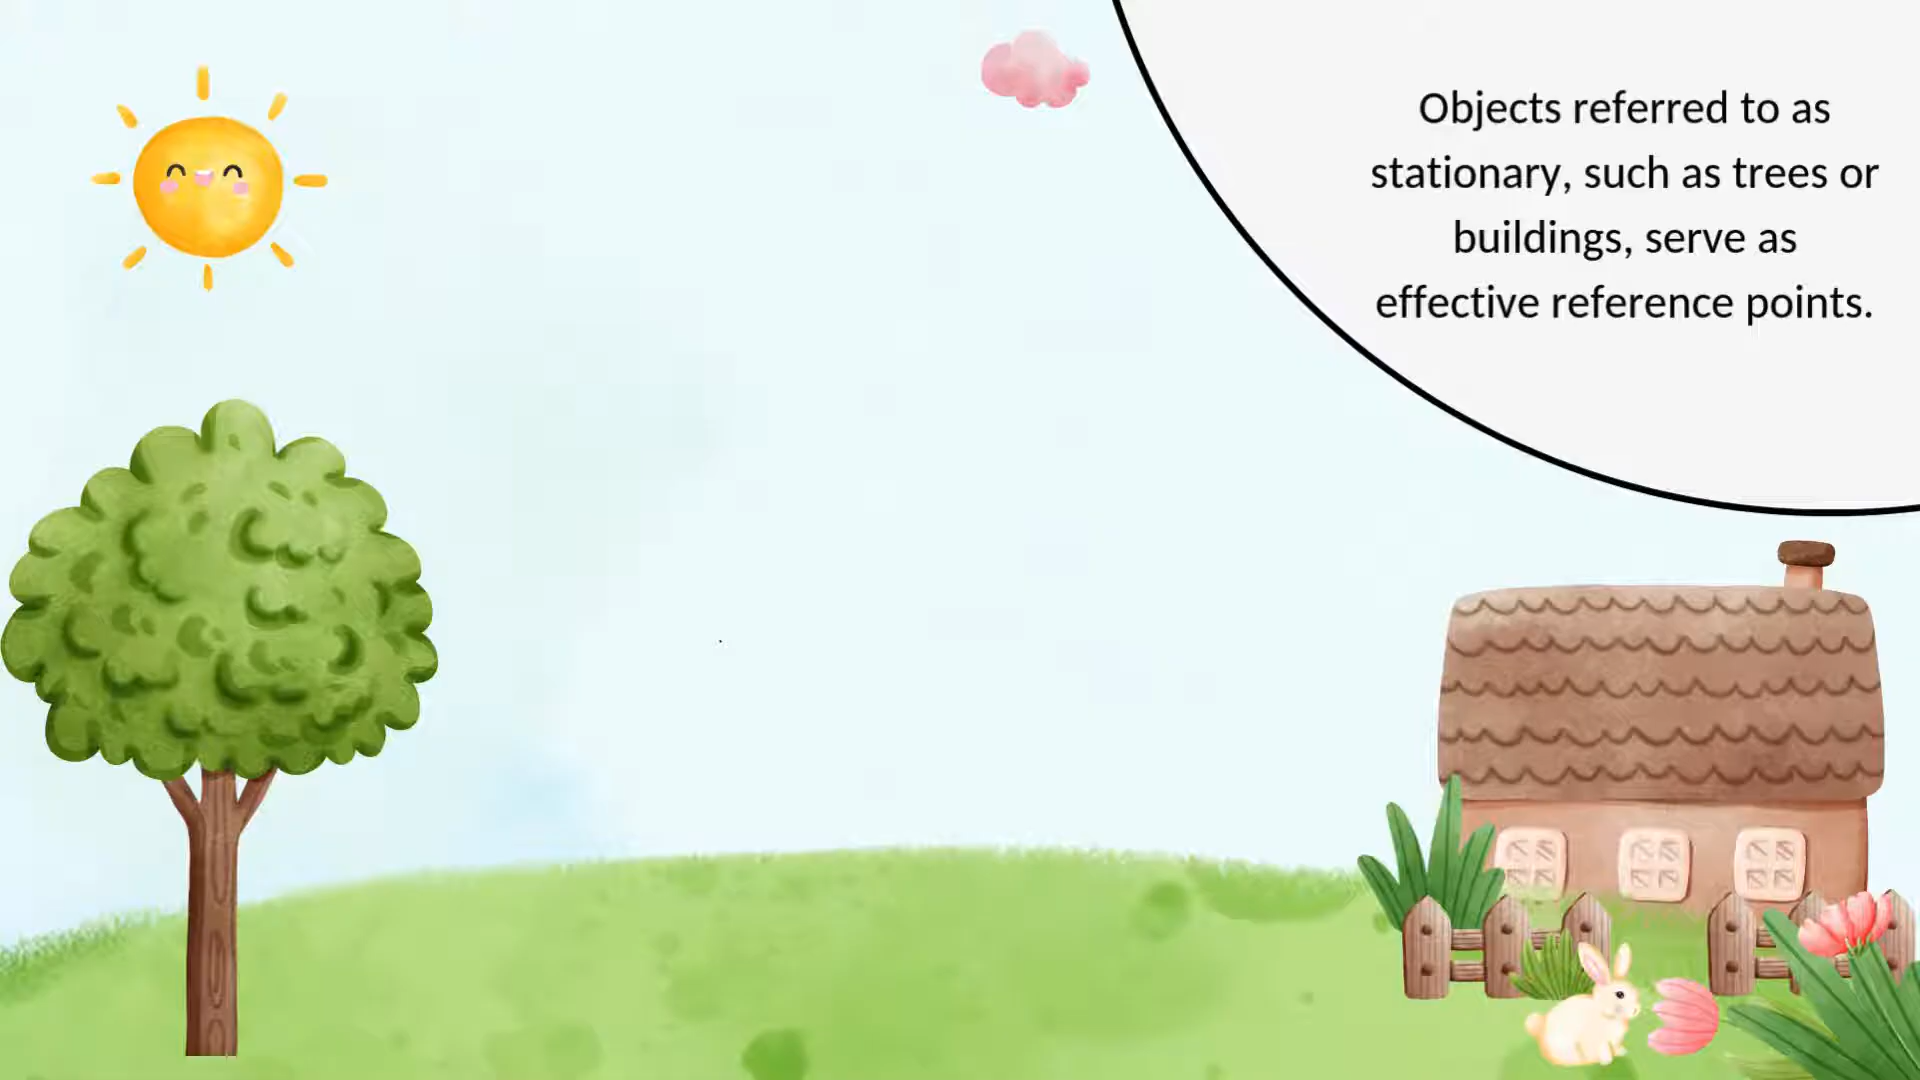 Objects referred to as
stationary, such as trees or
buildings, serve as
effective reference points.